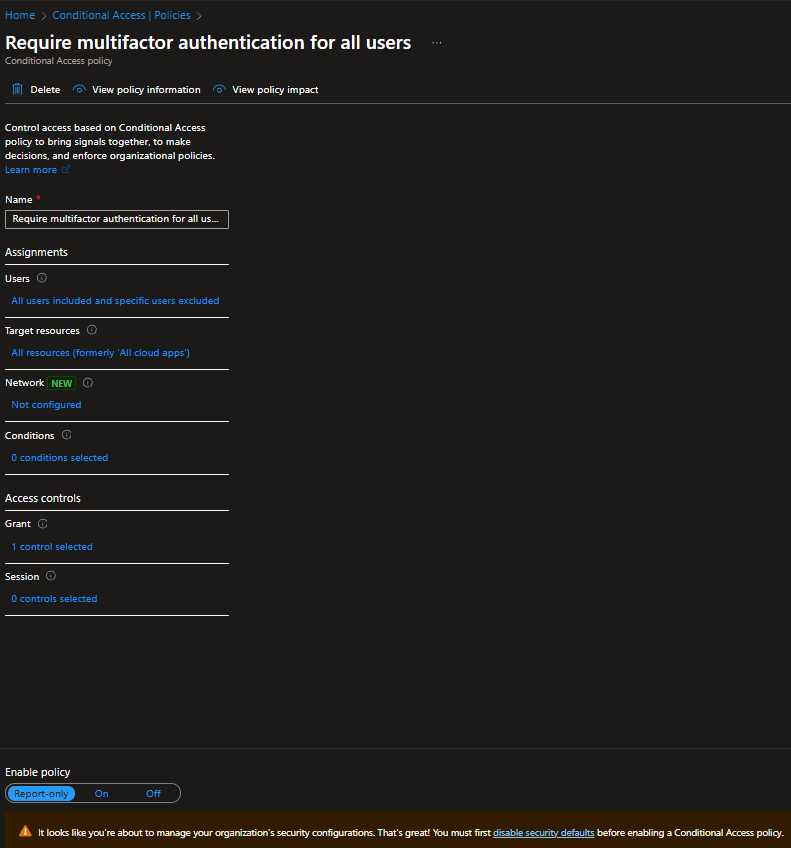 Home > Conditional Access | Policies >
Require multifactor authentication for all users ...
Conditional Access policy
Delete View policy information View policy impact
Control access based on Conditional Access
policy to bring signals together, to make
decisions, and enforce organizational policies.
Learn more
Name *
Require multifactor authentication for all us...
Assignments
Users
All users included and specific users excluded
Target resources
All resources (formerly 'All cloud apps')
Network NEW
Not configured
Conditions
0 conditions selected
Access controls
Grant
1 control selected
Session
0 controls selected
Enable policy
Report-only On Off
It looks like you're about to manage your organization's security configurations. That's great! You must first disable security defaults before enabling a Conditional Access policy.